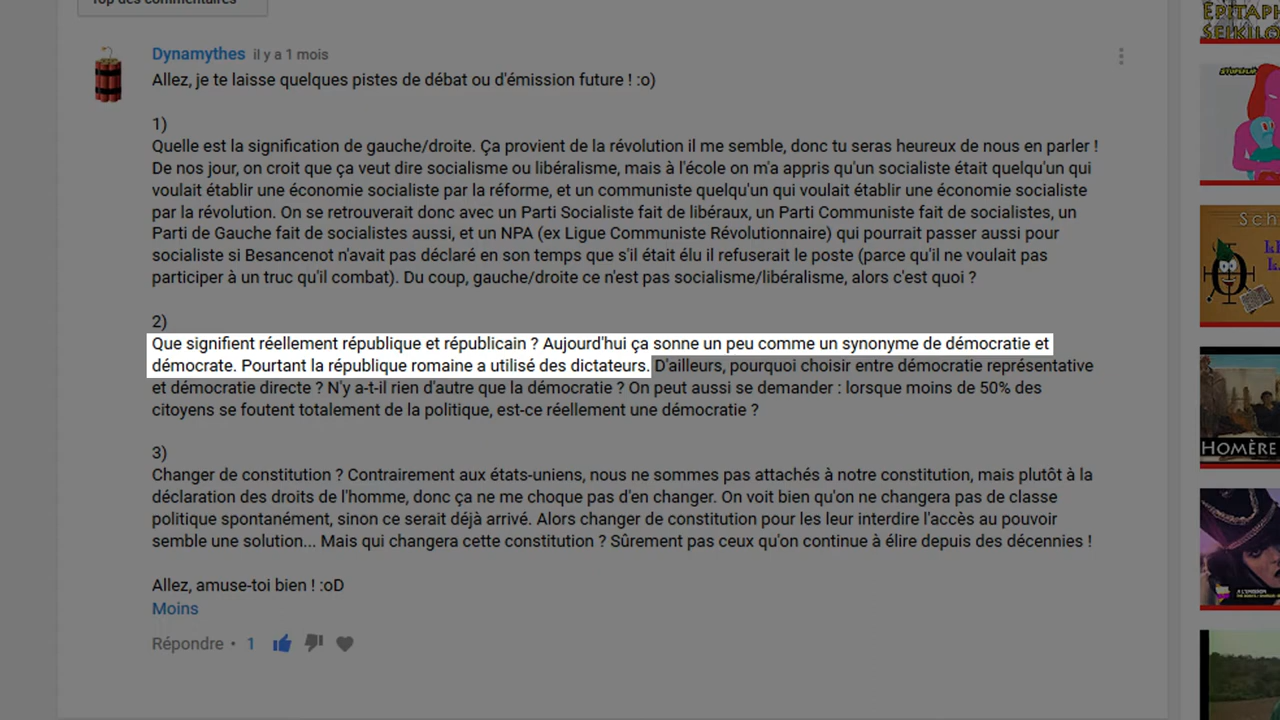 Top des commentaires
Dynamythes il y a 1 mois
Allez, je te laisse quelques pistes de débat ou d'émission future ! :o)
1)
Quelle est la signification de gauche/droite. Ça provient de la révolution il me semble, donc tu seras heureux de nous en parler !
De nos jour, on croit que ça veut dire socialisme ou libéralisme, mais à l'école on m'a appris qu'un socialiste était quelqu'un qui
voulait établir une économie socialiste par la réforme, et un communiste quelqu'un qui voulait établir une économie socialiste
par la révolution. On se retrouverait donc avec un Parti Socialiste fait de libéraux, un Parti Communiste fait de socialistes, un
Parti de Gauche fait de socialistes aussi, et un NPA (ex Ligue Communiste Révolutionnaire) qui pourrait passer aussi pour
socialiste si Besancenot n'avait pas déclaré en son temps que s'il était élu il refuserait le poste (parce qu'il ne voulait pas
participer à un truc qu'il combat). Du coup, gauche/droite ce n'est pas socialisme/libéralisme, alors c'est quoi ?
2)
Que signifient réellement république et républicain ? Aujourd'hui ça sonne un peu comme un synonyme de démocratie et
démocrate. Pourtant la république romaine a utilisé des dictateurs. D'ailleurs, pourquoi choisir entre démocratie représentative
et démocratie directe ? N'y a-t-il rien d'autre que la démocratie ? On peut aussi se demander : lorsque moins de 50% des
citoyens se foutent totalement de la politique, est-ce réellement une démocratie ?
3)
Changer de constitution ? Contrairement aux états-uniens, nous ne sommes pas attachés à notre constitution, mais plutôt à la
déclaration des droits de l'homme, donc ça ne me choque pas d'en changer. On voit bien qu'on ne changera pas de classe
politique spontanément, sinon ce serait déjà arrivé. Alors changer de constitution pour les leur interdire l'accès au pouvoir
semble une solution... Mais qui changera cette constitution ? Sûrement pas ceux qu'on continue à élire depuis des décennies !
Allez, amuse-toi bien ! :oD
Moins
Répondre • 1
EPITAPH
SEIKILO
Sch
HOMÈRE